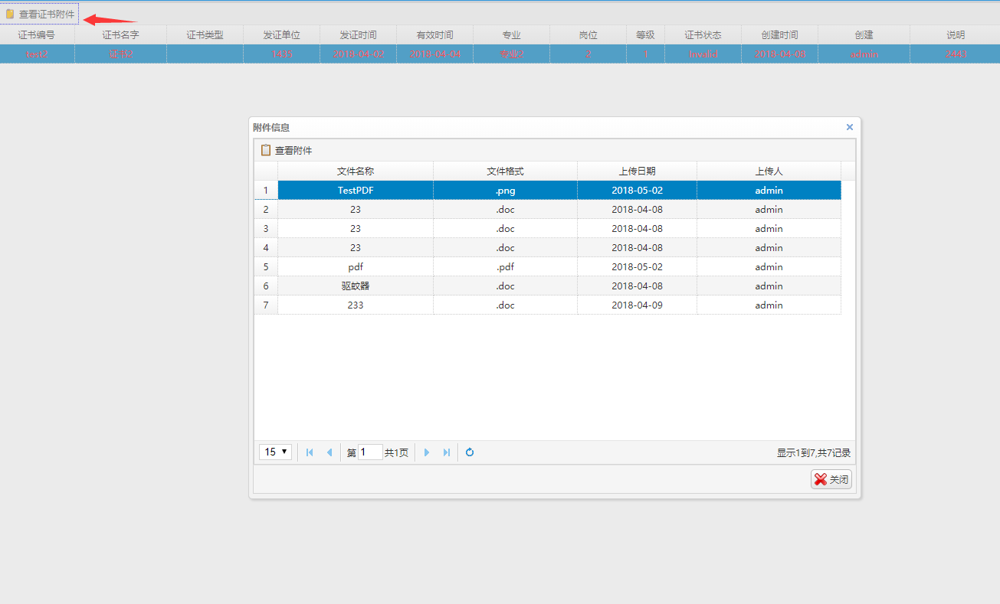 查看证书附件
证书编号 证书名字 证书类型 发证单位 发证时间 有效时间 专业 岗位 等级 证书状态 创建时间 创建 说明
test2 证书2 1435 2018-04-02 2018-04-04 专业2 2 I Invalid 2018-04-08 admin 3443
附件信息
查看附件
文件名称 文件格式 上传日期 上传人
1 TestPDF .png 2018-05-02 admin
2 23 .doc 2018-04-08 admin
3 23 .doc 2018-04-08 admin
4 23 .doc 2018-04-08 admin
5 pdf .pdf 2018-05-02 admin
6 驱蚊器 .doc 2018-04-08 admin
7 233 .doc 2018-04-09 admin
15 第 1 共1页 显示1到7,共7记录
关闭